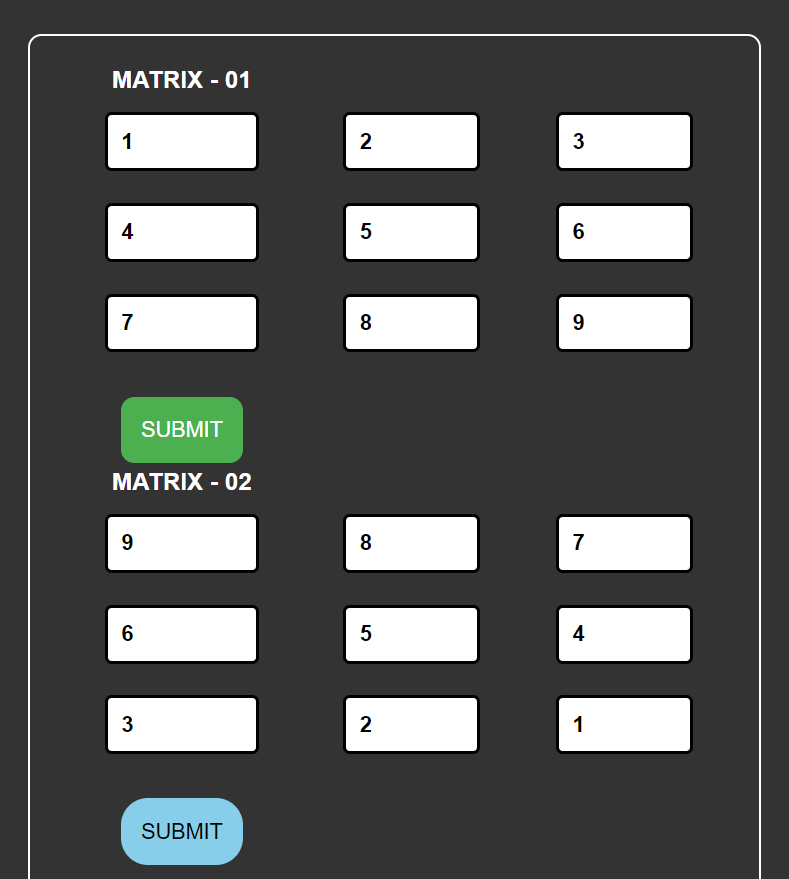 MATRIX - 01
1 2 3
4 5 6
7 8 9
SUBMIT
MATRIX - 02
9 8 7
6 5 4
3 2 1
SUBMIT